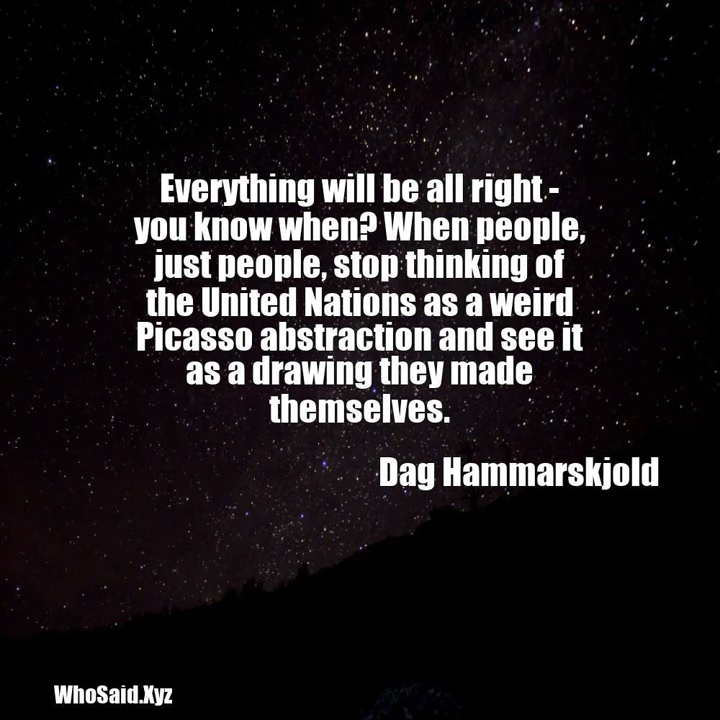 Everything will be all right -
you know when? When people,
just people, stop thinking of
the United Nations as a weird
Picasso abstraction and see it
as a drawing they made
themselves.
Dag Hammarskjold
WhoSaid.Xyz